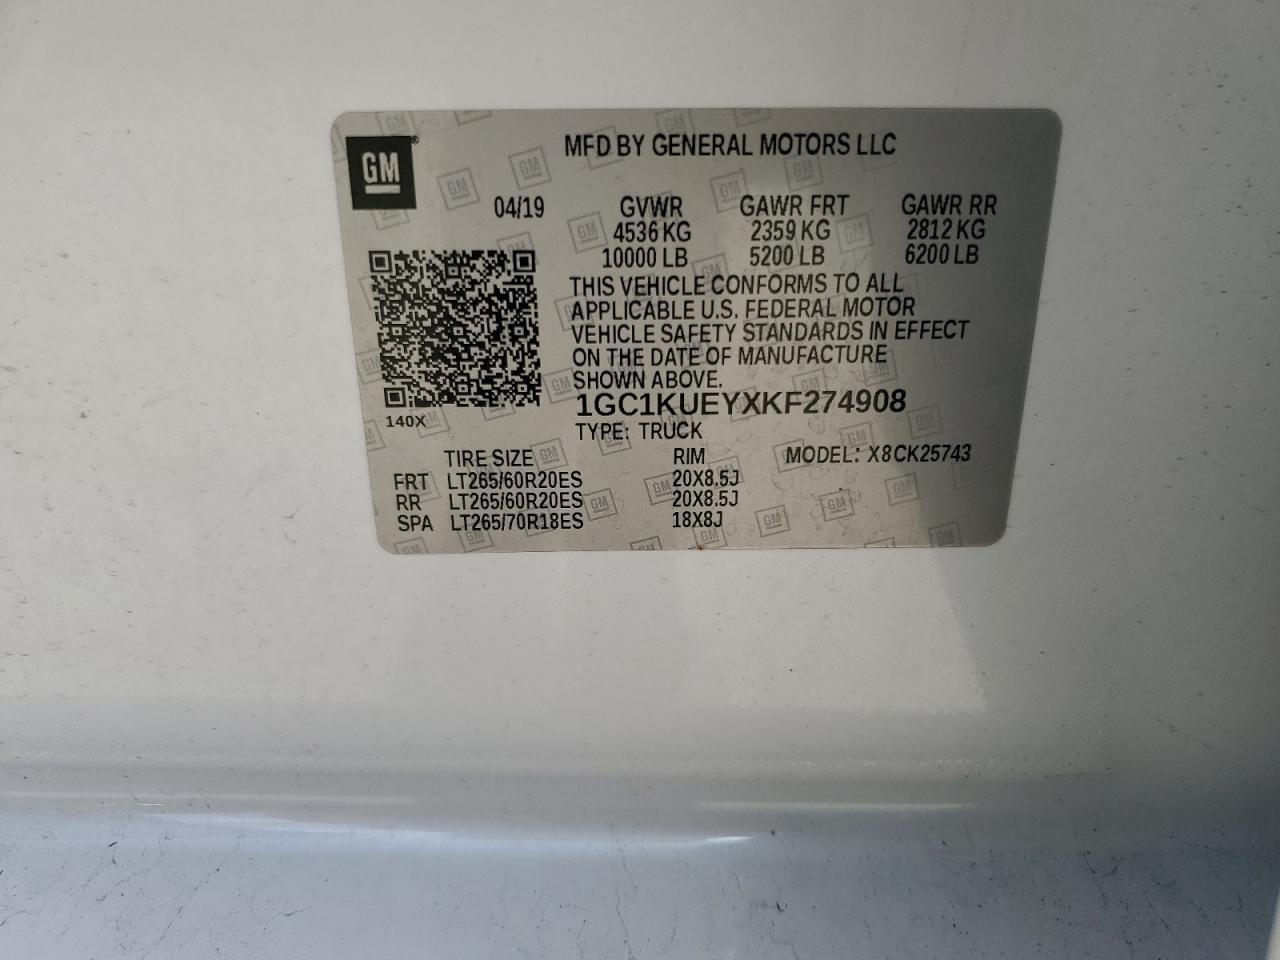 GM
MFD BY GENERAL MOTORS LLC
04/19 GVWR GAWR FRT GAWR RR
4536 KG 2359 KG 2812 KG
10000 LB 5200 LB 6200 LB
THIS VEHICLE CONFORMS TO ALL
APPLICABLE U.S. FEDERAL MOTOR
VEHICLE SAFETY STANDARDS IN EFFECT
ON THE DATE OF MANUFACTURE
SHOWN ABOVE.
1GC1KUEYXKF274908
140X
TYPE: TRUCK
TIRE SIZE RIM MODEL: X8CK25743
FRT LT265/60R20ES 20X8.5J
RR LT265/60R20ES 20X8.5J
SPA LT265/70R18ES 18X8J